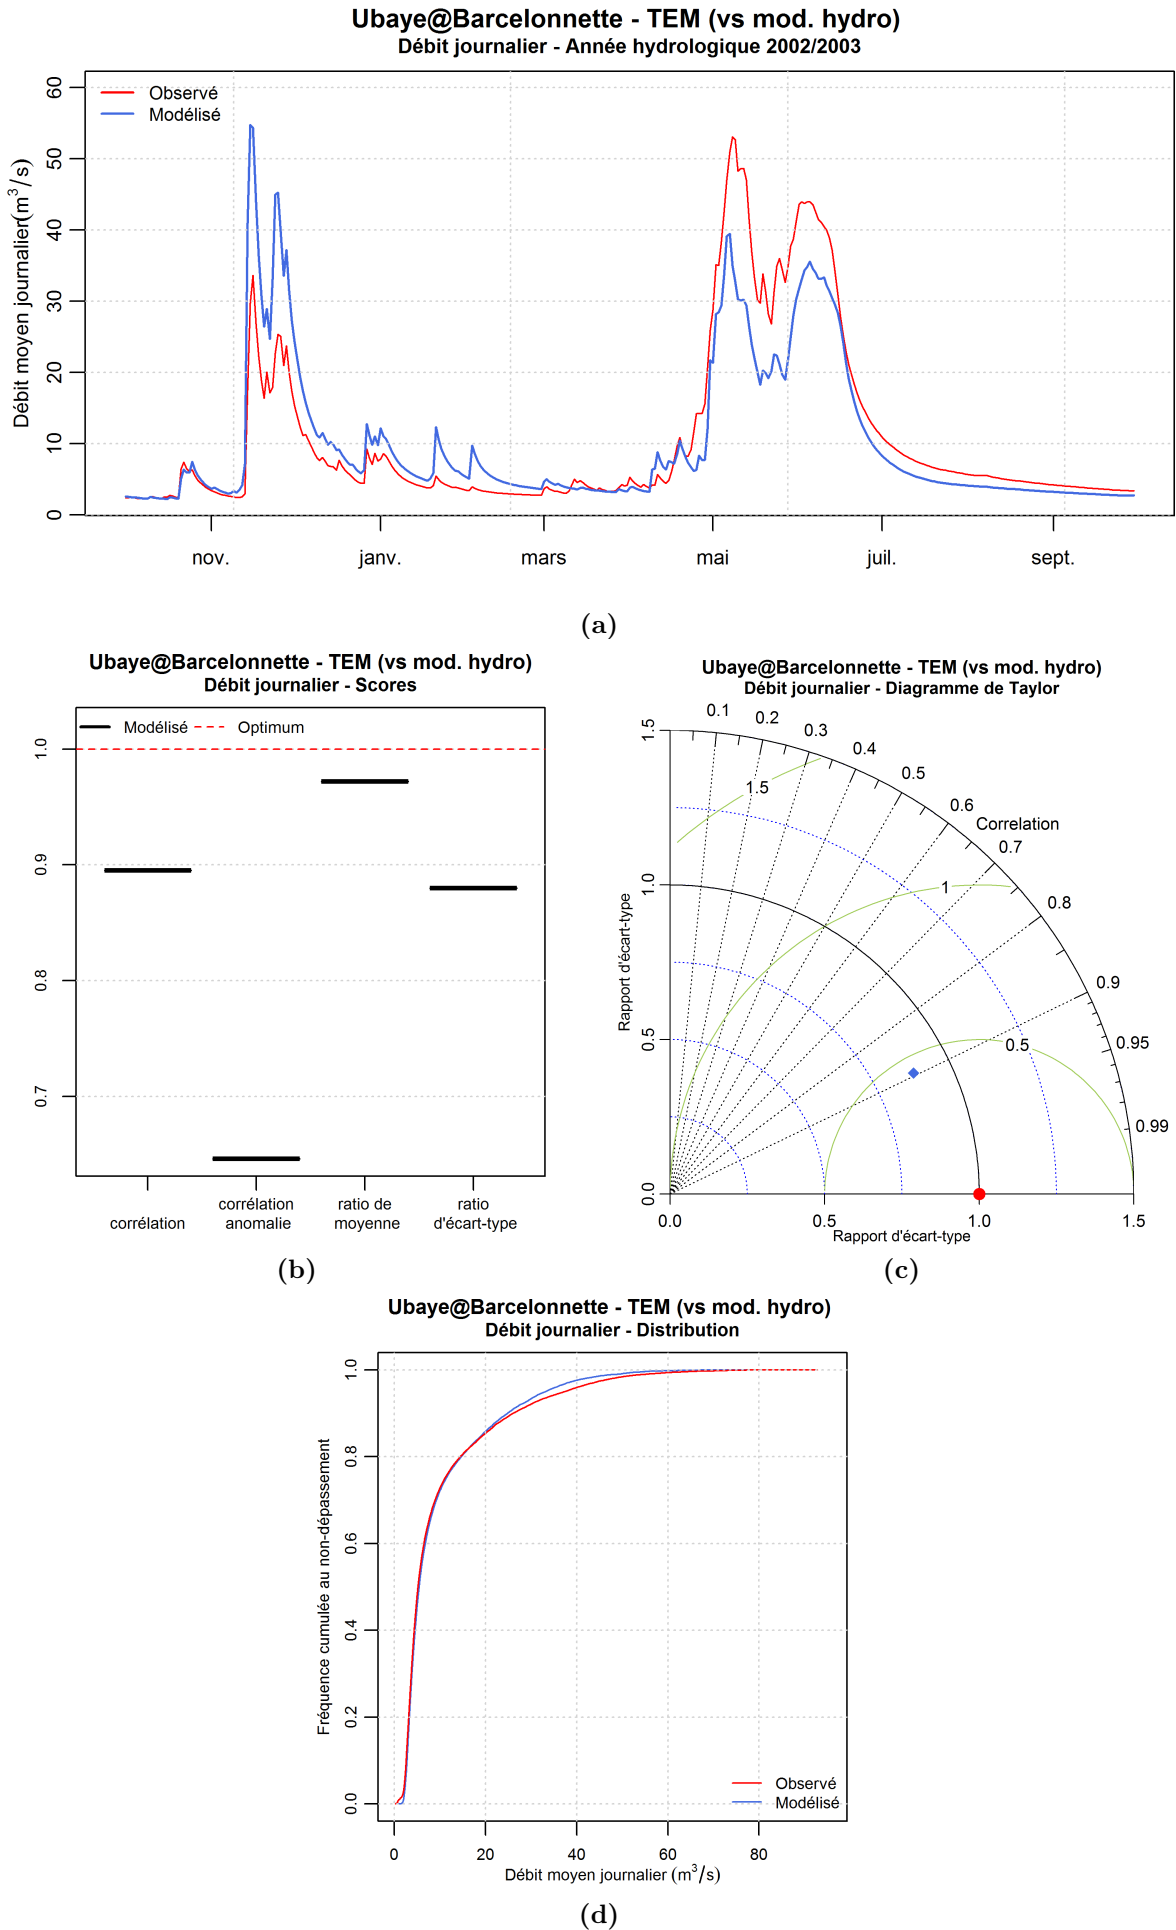 Ubaye@Barcelonnette - TEM (vs mod. hydro)
Débit journalier - Année hydrologique 2002/2003
Observé
Modélisé
Débit moyen journalier(m³/s)
0
10
20
30
40
50
60
nov.
janv.
mars
mai
juil.
sept.
(a)
Ubaye@Barcelonnette - TEM (vs mod. hydro)
Débit journalier - Scores
Modélisé
Optimum
1.0
0.9
0.8
0.7
corrélation
corrélation
anomalie
ratio de
moyenne
ratio
d'écart-type
(b)
Ubaye@Barcelonnette - TEM (vs mod. hydro)
Débit journalier - Diagramme de Taylor
0.1
0.2
0.3
0.4
0.5
0.6
Correlation
0.7
0.8
0.9
0.95
0.99
1.5
1
0.5
Rapport d'écart-type
1.5
1.0
0.5
0.0
0.0
0.5
1.0
1.5
Rapport d'écart-type
(c)
Ubaye@Barcelonnette - TEM (vs mod. hydro)
Débit journalier - Distribution
Fréquence cumulée au non-dépassement
1.0
0.8
0.6
0.4
0.2
0.0
Observé
Modélisé
0
20
40
60
80
Débit moyen journalier (m³/s)
(d)